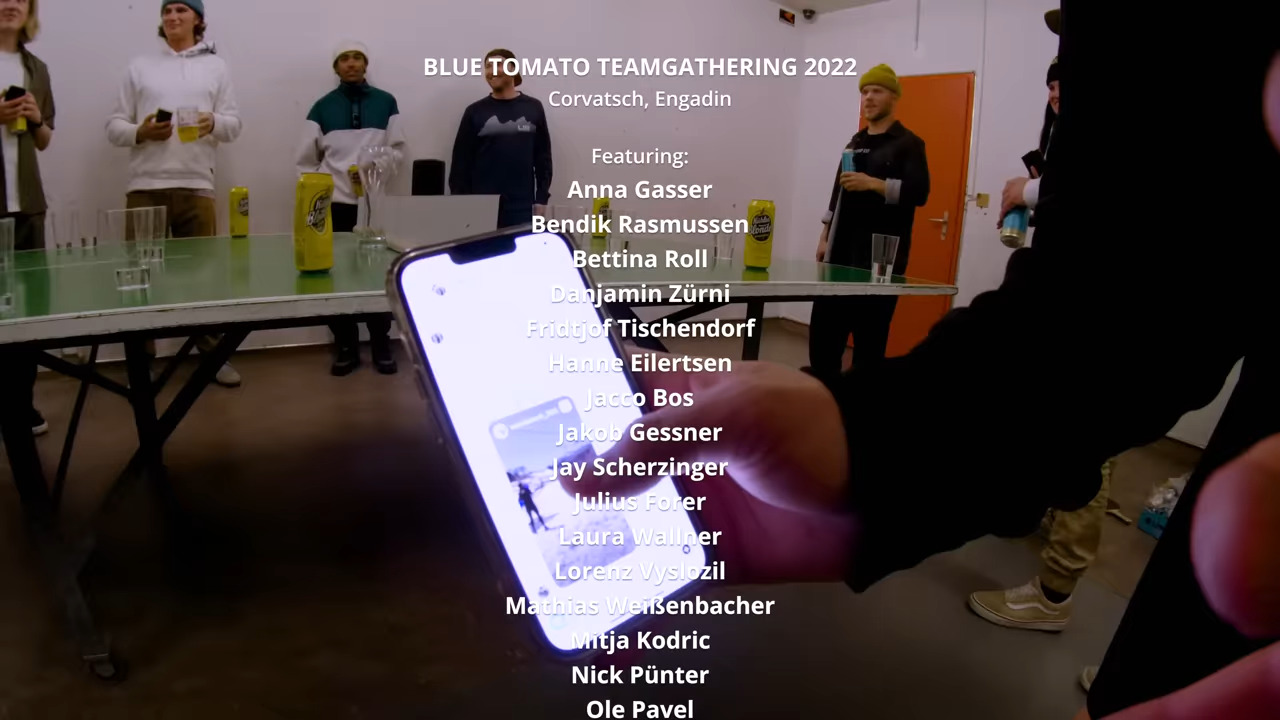 BLUE TOMATO TEAMGATHERING 2022
Corvatsch, Engadin
Featuring:
Anna Gasser
Bendik Rasmussen
Bettina Roll
Danjamin Zürni
Fridtjof Tischendorf
Hanne Eilertsen
Jacco Bos
Jakob Gessner
Jay Scherzinger
Julius Forer
Laura Wallner
Lorenz Vyslozil
Mathias Weißenbacher
Mitja Kodric
Nick Pünter
Ole Pavel